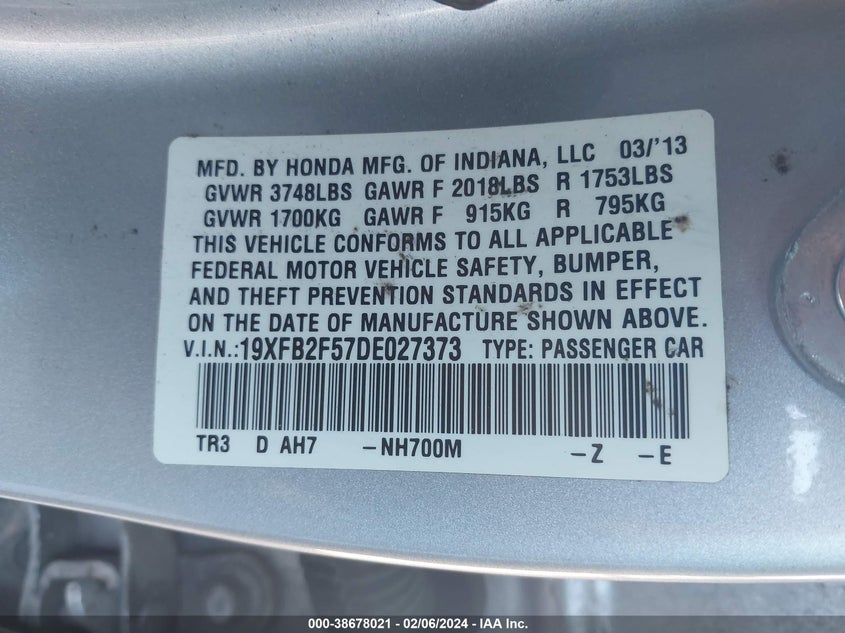 MFD. BY HONDA MFG. OF INDIANA, LLC 03/'13
GVWR 3748LBS GAWR F 2018LBS R 1753LBS
GVWR 1700KG GAWR F 915KG R 795KG
THIS VEHICLE CONFORMS TO ALL APPLICABLE
FEDERAL MOTOR VEHICLE SAFETY, BUMPER,
AND THEFT PREVENTION STANDARDS IN EFFECT
ON THE DATE OF MANUFACTURE SHOWN ABOVE.
V.I.N.:19XFB2F57DE027373 TYPE: PASSENGER CAR
TR3 D AH7 -NH700M -Z -E
000-38678021 - 02/06/2024 - IAA Inc.